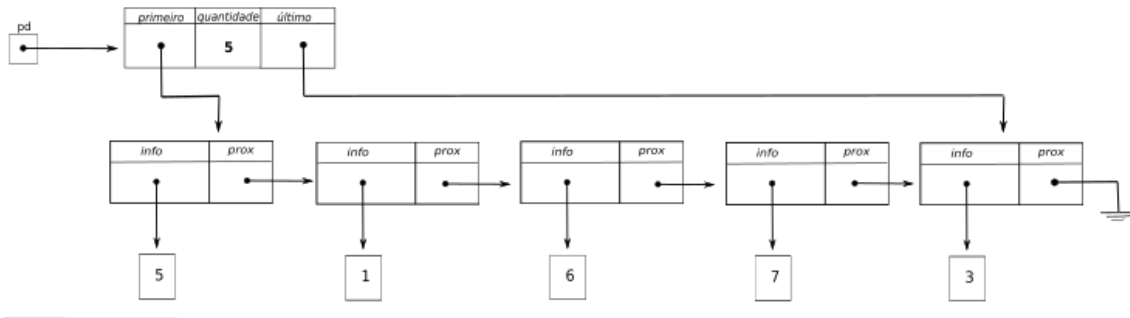 pd
primeiro quantidade último
5
info prox info prox info prox info prox info prox
5 1 6 7 3